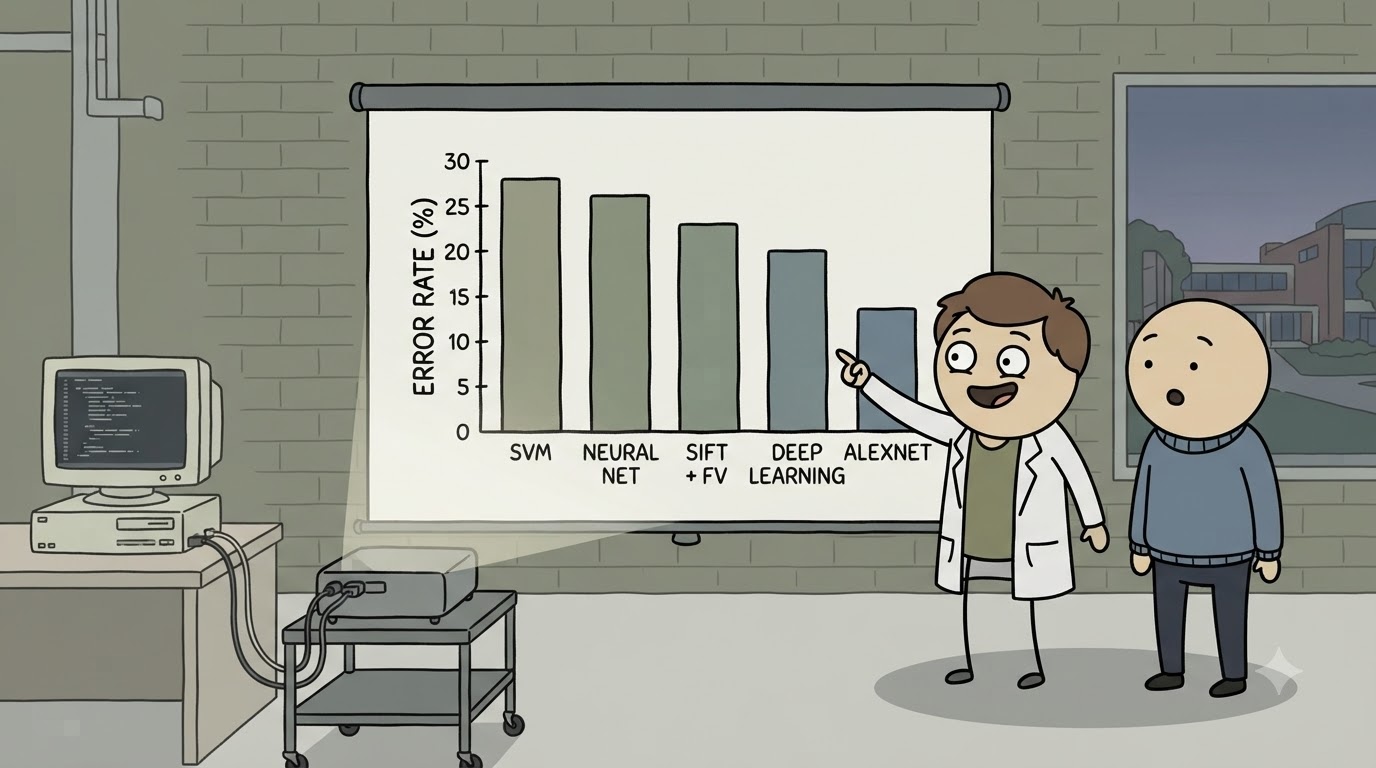 30
25
20
15
10
5
0
ERROR RATE (%)
SVM
NEURAL
NET
SIFT
+ FV
DEEP
LEARNING
ALEXNET